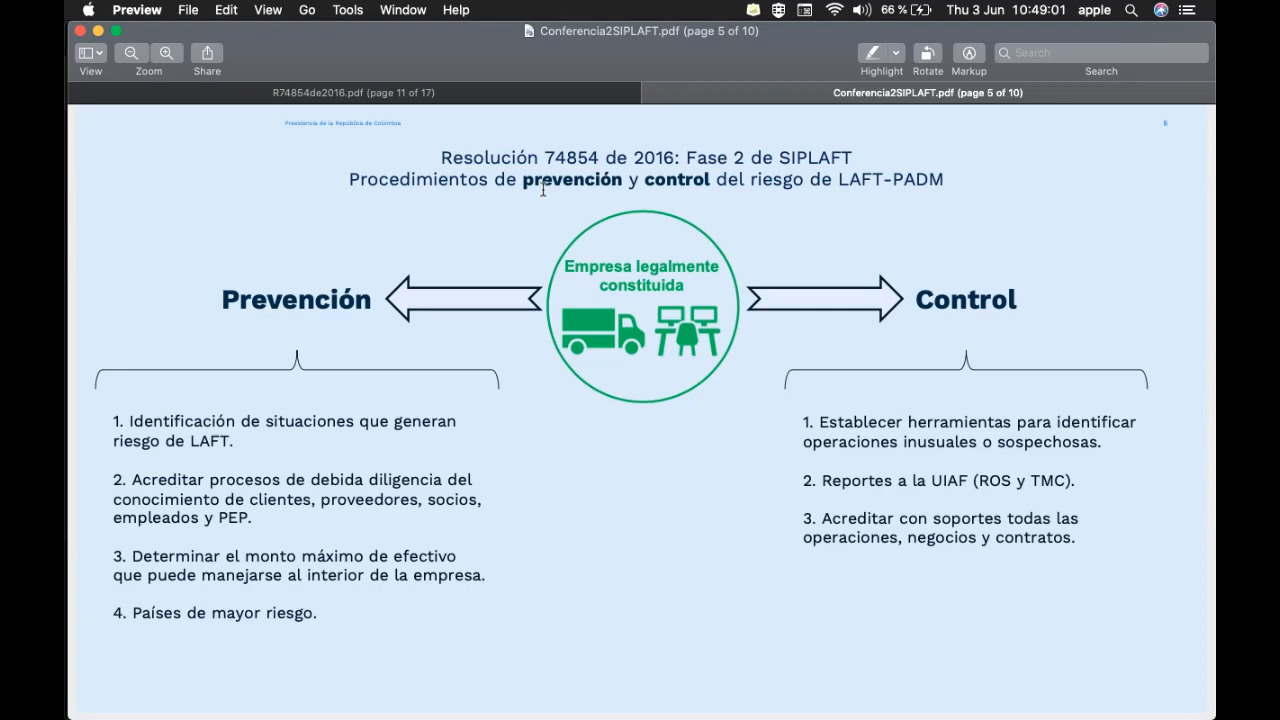 Preview File Edit View Go Tools Window Help 66 % Thu 3 Jun 10:49:01 apple
Conferencia2SIPLAFT.pdf (page 5 of 10)
Search
View Zoom Share Highlight Rotate Markup Search
R74854de2016.pdf (page 11 of 17) Conferencia2SIPLAFT.pdf (page 5 of 10)
Presidencia de la República de Colombia 5
Resolución 74854 de 2016: Fase 2 de SIPLAFT
Procedimientos de prevención y control del riesgo de LAFT-PADM
Empresa legalmente
constituida
Prevención
Control
1. Identificación de situaciones que generan
riesgo de LAFT.
2. Acreditar procesos de debida diligencia del
conocimiento de clientes, proveedores, socios,
empleados y PEP.
3. Determinar el monto máximo de efectivo
que puede manejarse al interior de la empresa.
4. Países de mayor riesgo.
1. Establecer herramientas para identificar
operaciones inusuales o sospechosas.
2. Reportes a la UIAF (ROS y TMC).
3. Acreditar con soportes todas las
operaciones, negocios y contratos.